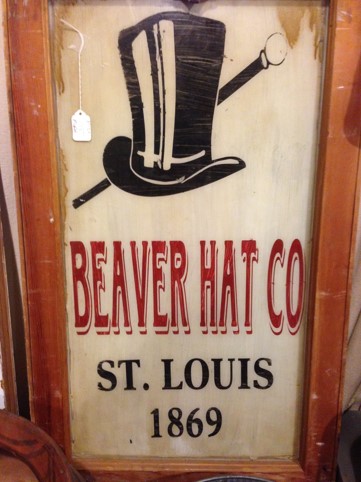 BEAVER HAT CO
ST. LOUIS
1869